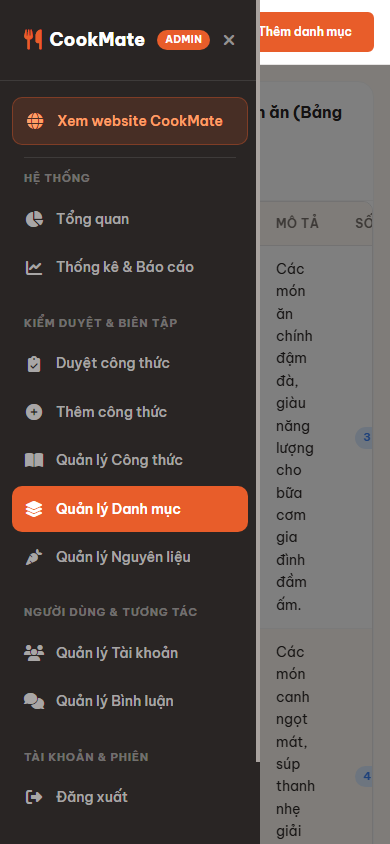 CookMate
ADMIN
Thêm danh mục
Xem website CookMate
n ăn (Bảng
HỆ THỐNG
Tổng quan
Thống kê & Báo cáo
KIỂM DUYỆT & BIÊN TẬP
Duyệt công thức
Thêm công thức
Quản lý Công thức
Quản lý Danh mục
Quản lý Nguyên liệu
NGƯỜI DÙNG & TƯƠNG TÁC
Quản lý Tài khoản
Quản lý Bình luận
TÀI KHOẢN & PHIÊN
Đăng xuất
MÔ TẢ
SỐ
Các
món
ăn
chính
đậm
đà,
giàu
năng
lượng
cho
bữa
cơm
gia
đình
đầm
ấm.
3
Các
món
canh
ngọt
mát,
súp
thanh
nhẹ
giải
4